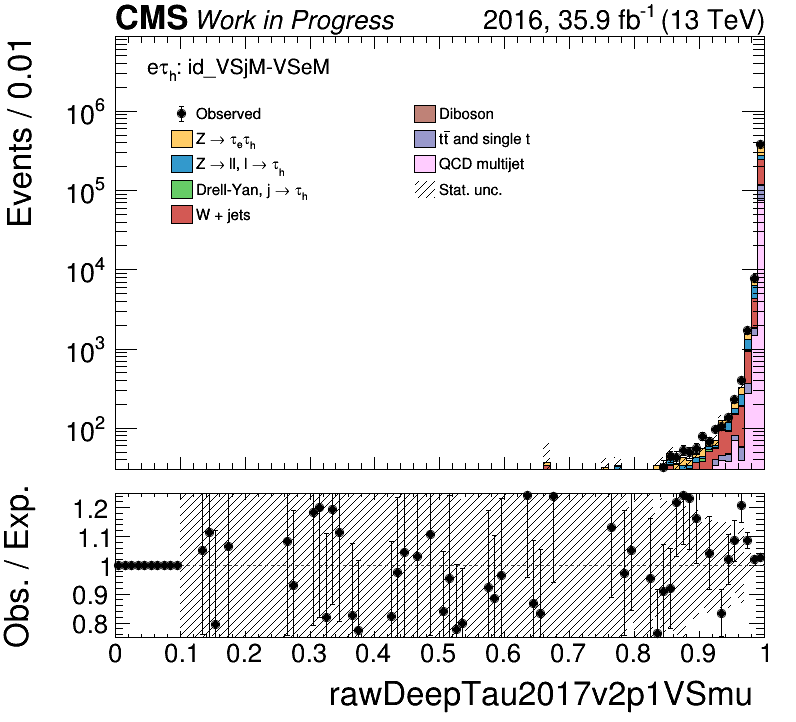 CMS Work in Progress 2016, 35.9 fb⁻¹ (13 TeV)
Events / 0.01
eτₕ: id_VSjM-VSeM
Observed
Z → τₑτₕ
Z → ll, l → τₕ
Drell-Yan, j → τₕ
W + jets
Diboson
tt̄ and single t
QCD multijet
Stat. unc.
10⁶
10⁵
10⁴
10³
10²
Obs. / Exp.
1.2
1.1
1
0.9
0.8
0 0.1 0.2 0.3 0.4 0.5 0.6 0.7 0.8 0.9 1
rawDeepTau2017v2p1VSmu